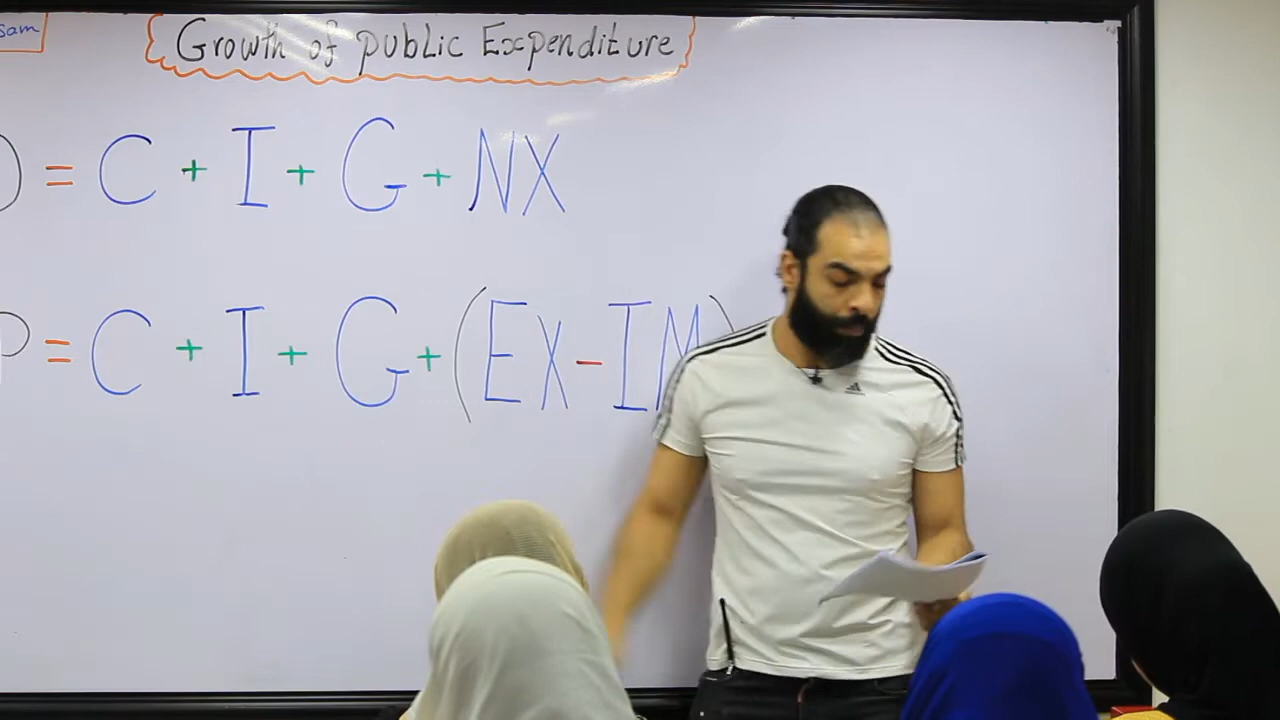 sam
Growth of public Expenditure
= C + I + G + NX
P = C + I + G + (EX - IM)